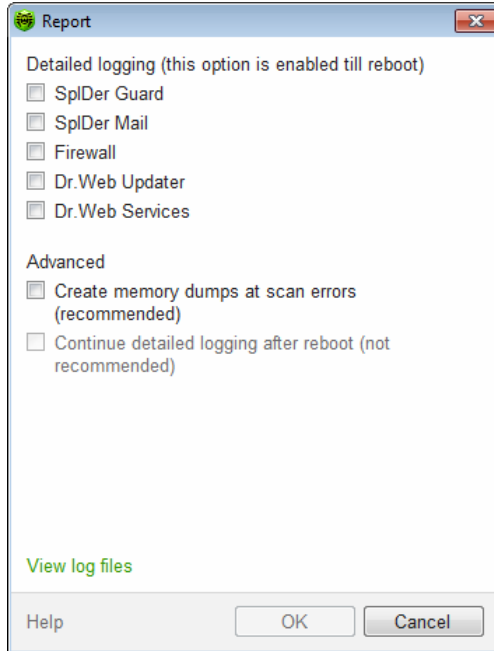 Report
Detailed logging (this option is enabled till reboot)
SpIDer Guard
SpIDer Mail
Firewall
Dr.Web Updater
Dr.Web Services
Advanced
Create memory dumps at scan errors
(recommended)
Continue detailed logging after reboot (not
recommended)
View log files
Help
OK
Cancel